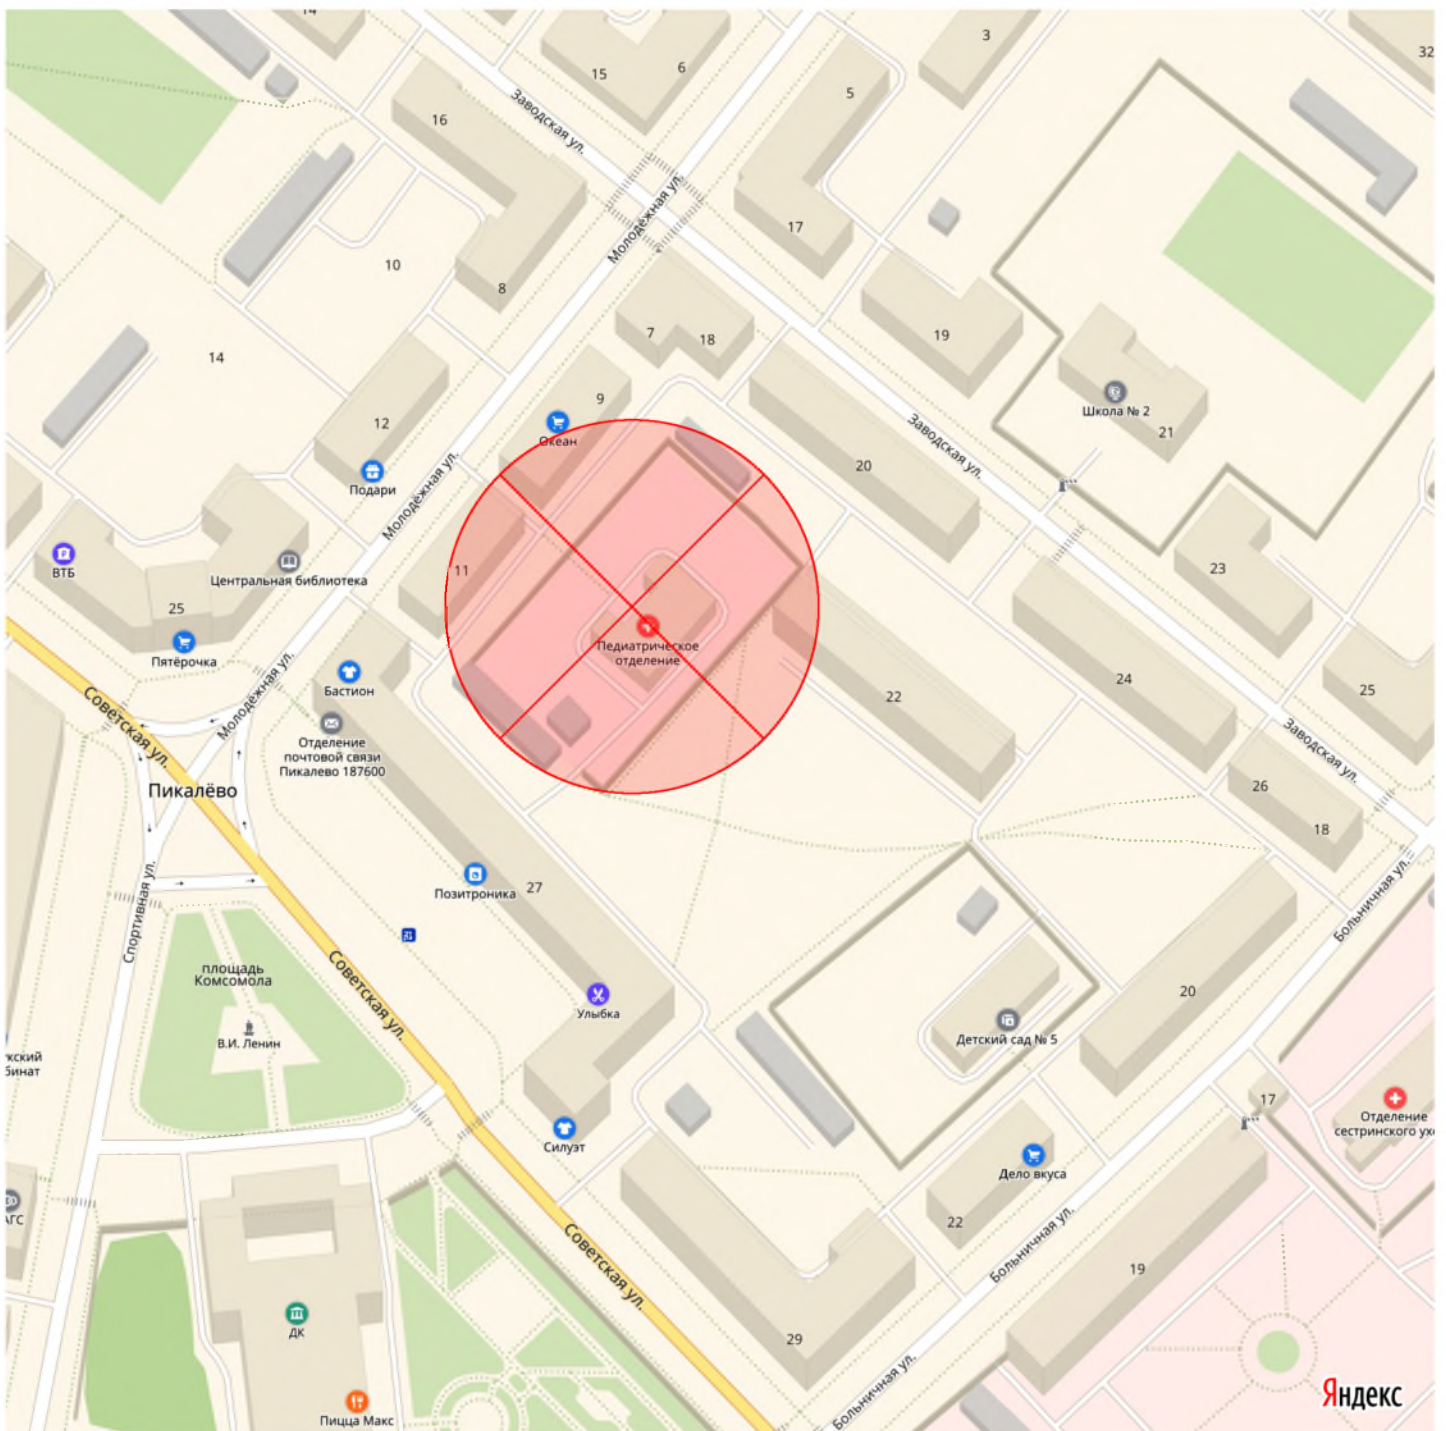 14
15
6
5
3
32
16
Заводская ул.
Молодёжная ул.
17
10
8
7
18
19
14
12
9
Океан
Школа № 2
21
Заводская ул.
20
Подари
Молодёжная ул.
ВТБ
Центральная библиотека
11
23
25
Пятёрочка
Педиатрическое
отделение
Бастион
22
24
25
Молодёжная ул.
Советская ул.
Отделение
почтовой связи
Пикалево 187600
Заводская ул.
Пикалёво
26
18
Позитроника
27
Спортивная ул.
Больничная ул.
площадь
Комсомола
Советская ул.
20
Улыбка
В.И. Ленин
Детский сад № 5
17
Отделение
Силуэт
Дело вкуса
22
Больничная ул.
Советская ул.
19
ДК
29
Больничная ул.
Пицца Макс
Яндекс